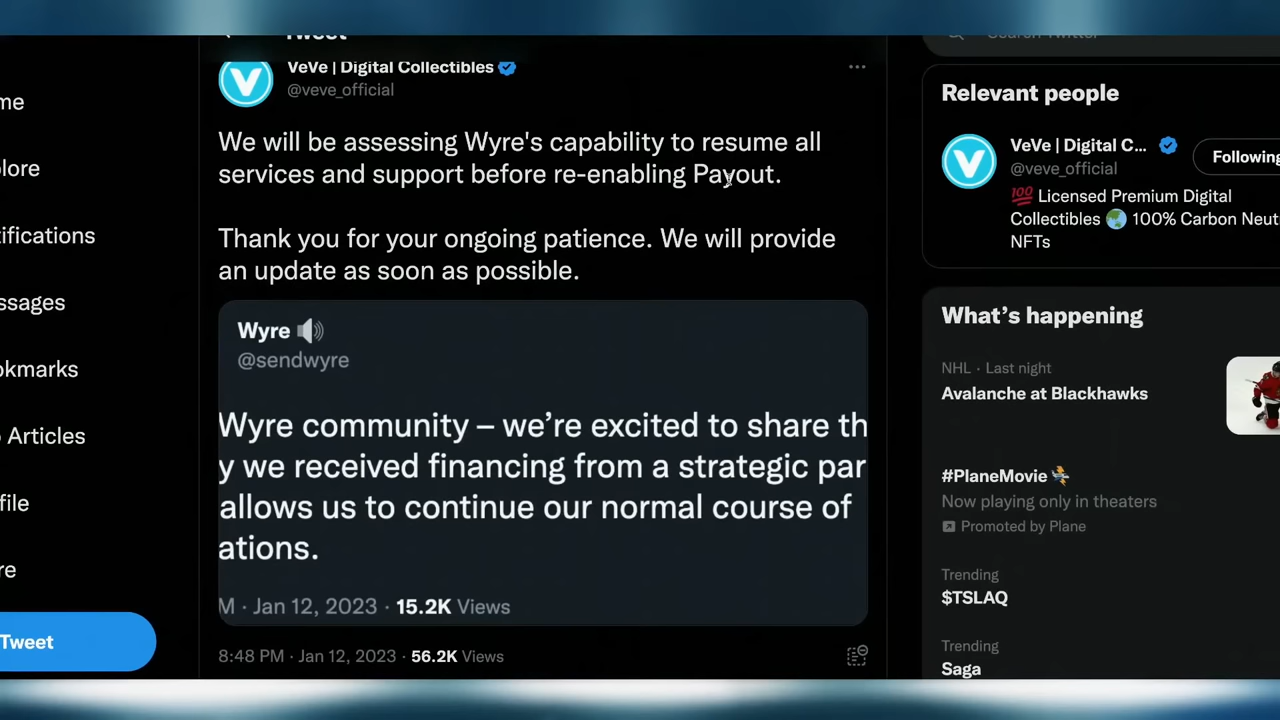 Tweet
VeVe | Digital Collectibles
@veve_official
We will be assessing Wyre's capability to resume all
services and support before re-enabling Payout.
Thank you for your ongoing patience. We will provide
an update as soon as possible.
Wyre 🔊
@sendwyre
Wyre community – we're excited to share th
y we received financing from a strategic par
allows us to continue our normal course of
ations.
M · Jan 12, 2023 · 15.2K Views
8:48 PM · Jan 12, 2023 · 56.2K Views
me
lore
ifications
ssages
okmarks
Articles
file
re
Tweet
Search Twitter
Relevant people
VeVe | Digital C...
@veve_official
Following
💯 Licensed Premium Digital
Collectibles 🌏 100% Carbon Neut
NFTs
What's happening
NHL · Last night
Avalanche at Blackhawks
#PlaneMovie
Now playing only in theaters
Promoted by Plane
Trending
$TSLAQ
Trending
Saga